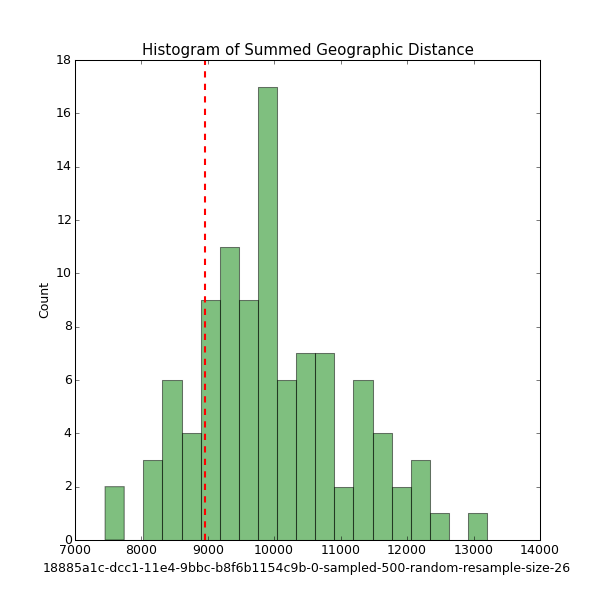 Histogram of Summed Geographic Distance
18
16
14
12
10
8
6
4
2
0
Count
7000 8000 9000 10000 11000 12000 13000 14000
18885a1c-dcc1-11e4-9bbc-b8f6b1154c9b-0-sampled-500-random-resample-size-26